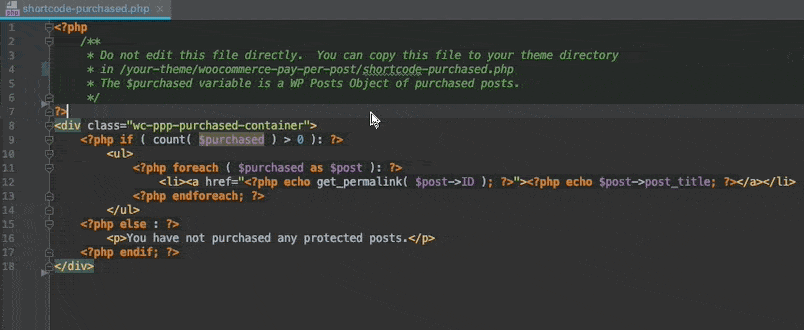 shortcode-purchased.php
1 <?php
2 /**
3 * Do not edit this file directly.  You can copy this file to your theme directory
4 * in /your-theme/woocommerce-pay-per-post/shortcode-purchased.php
5 * The $purchased variable is a WP Posts Object of purchased posts.
6 */
7 ?>
8 <div class="wc-ppp-purchased-container">
9 <?php if ( count( $purchased ) > 0 ): ?>
10 <ul>
11 <?php foreach ( $purchased as $post ): ?>
12 <li><a href="<?php echo get_permalink( $post->ID ); ?>"><?php echo $post->post_title; ?></a></li>
13 <?php endforeach; ?>
14 </ul>
15 <?php else : ?>
16 <p>You have not purchased any protected posts.</p>
17 <?php endif; ?>
18 </div>